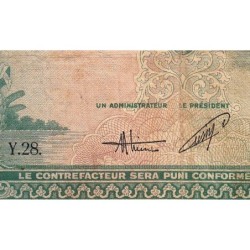 UN ADMINISTRATEUR LE PRÉSIDENT
Y.28.
LE CONTREFACTEUR SERA PUNI CONFORME